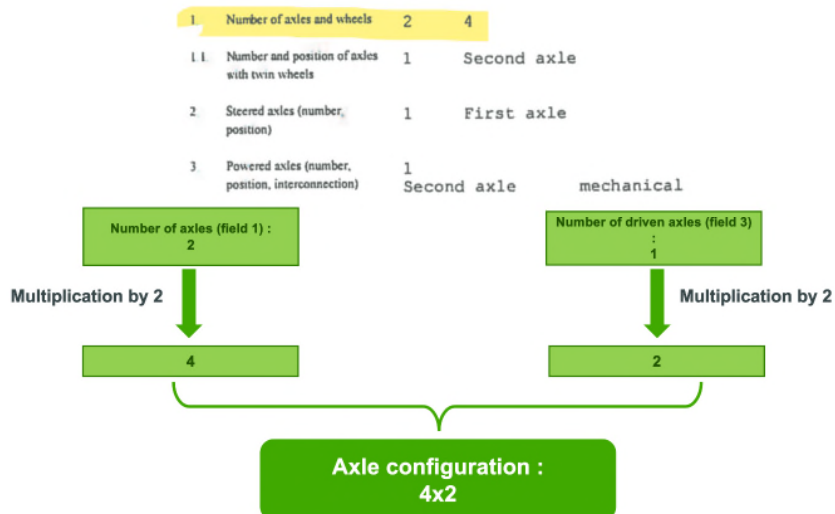 1. Number of axles and wheels 2 4
1.1. Number and position of axles 1 Second axle
with twin wheels
2 Steered axles (number, 1 First axle
position)
3 Powered axles (number, 1
position, interconnection) Second axle mechanical
Number of axles (field 1) :
2
Number of driven axles (field 3)
:
1
Multiplication by 2
Multiplication by 2
4
2
Axle configuration :
4x2